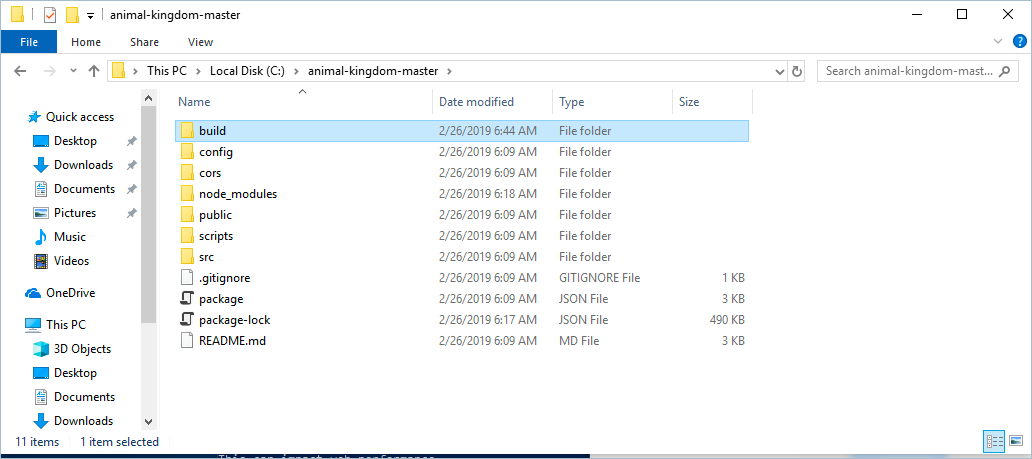 animal-kingdom-master
File Home Share View
This PC Local Disk (C:) animal-kingdom-master Search animal-kingdom-mast...
Name Date modified Type Size
Quick access
Desktop
Downloads
Documents
Pictures
Music
Videos
OneDrive
This PC
3D Objects
Desktop
Documents
Downloads
build 2/26/2019 6:44 AM File folder
config 2/26/2019 6:09 AM File folder
cors 2/26/2019 6:09 AM File folder
node_modules 2/26/2019 6:18 AM File folder
public 2/26/2019 6:09 AM File folder
scripts 2/26/2019 6:09 AM File folder
src 2/26/2019 6:09 AM File folder
.gitignore 2/26/2019 6:09 AM GITIGNORE File 1 KB
package 2/26/2019 6:09 AM JSON File 3 KB
package-lock 2/26/2019 6:17 AM JSON File 490 KB
README.md 2/26/2019 6:09 AM MD File 3 KB
11 items 1 item selected
This can impact web performance